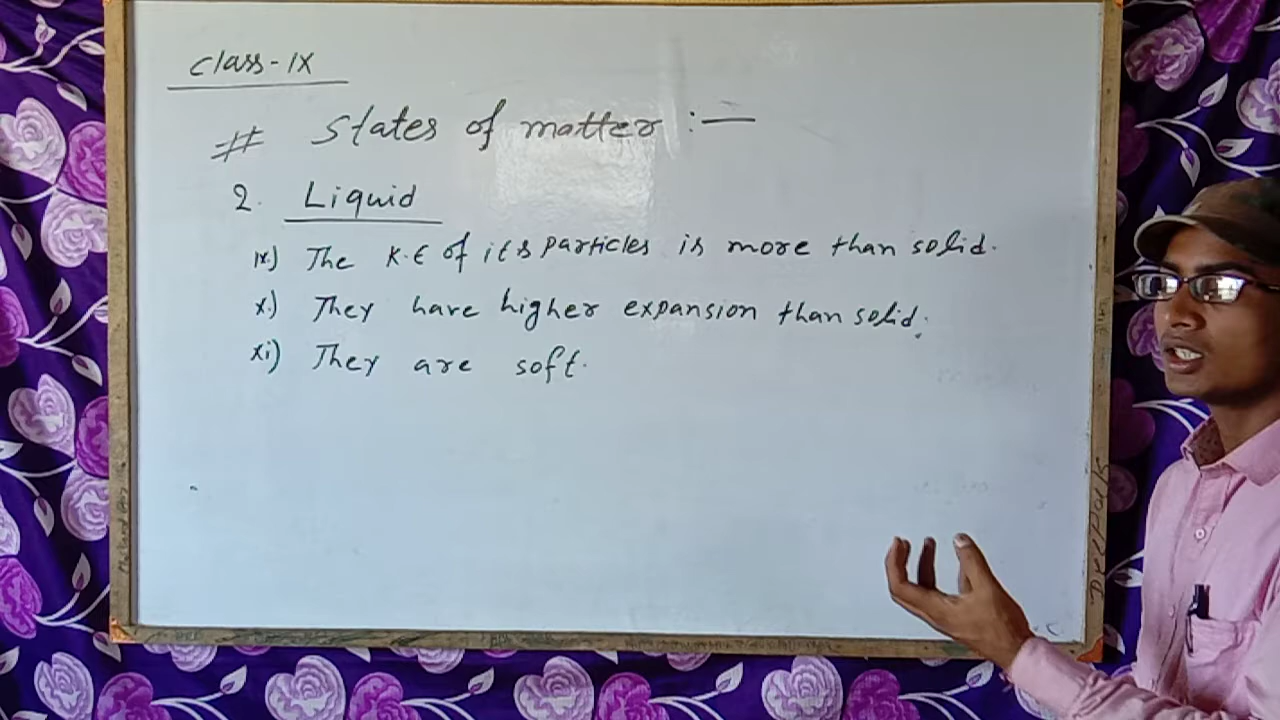 Class-IX
# States of matter :-
2. Liquid
ix.) The K.E of its particles is more than solid.
x.) They have higher expansion than solid.
xi) They are soft.